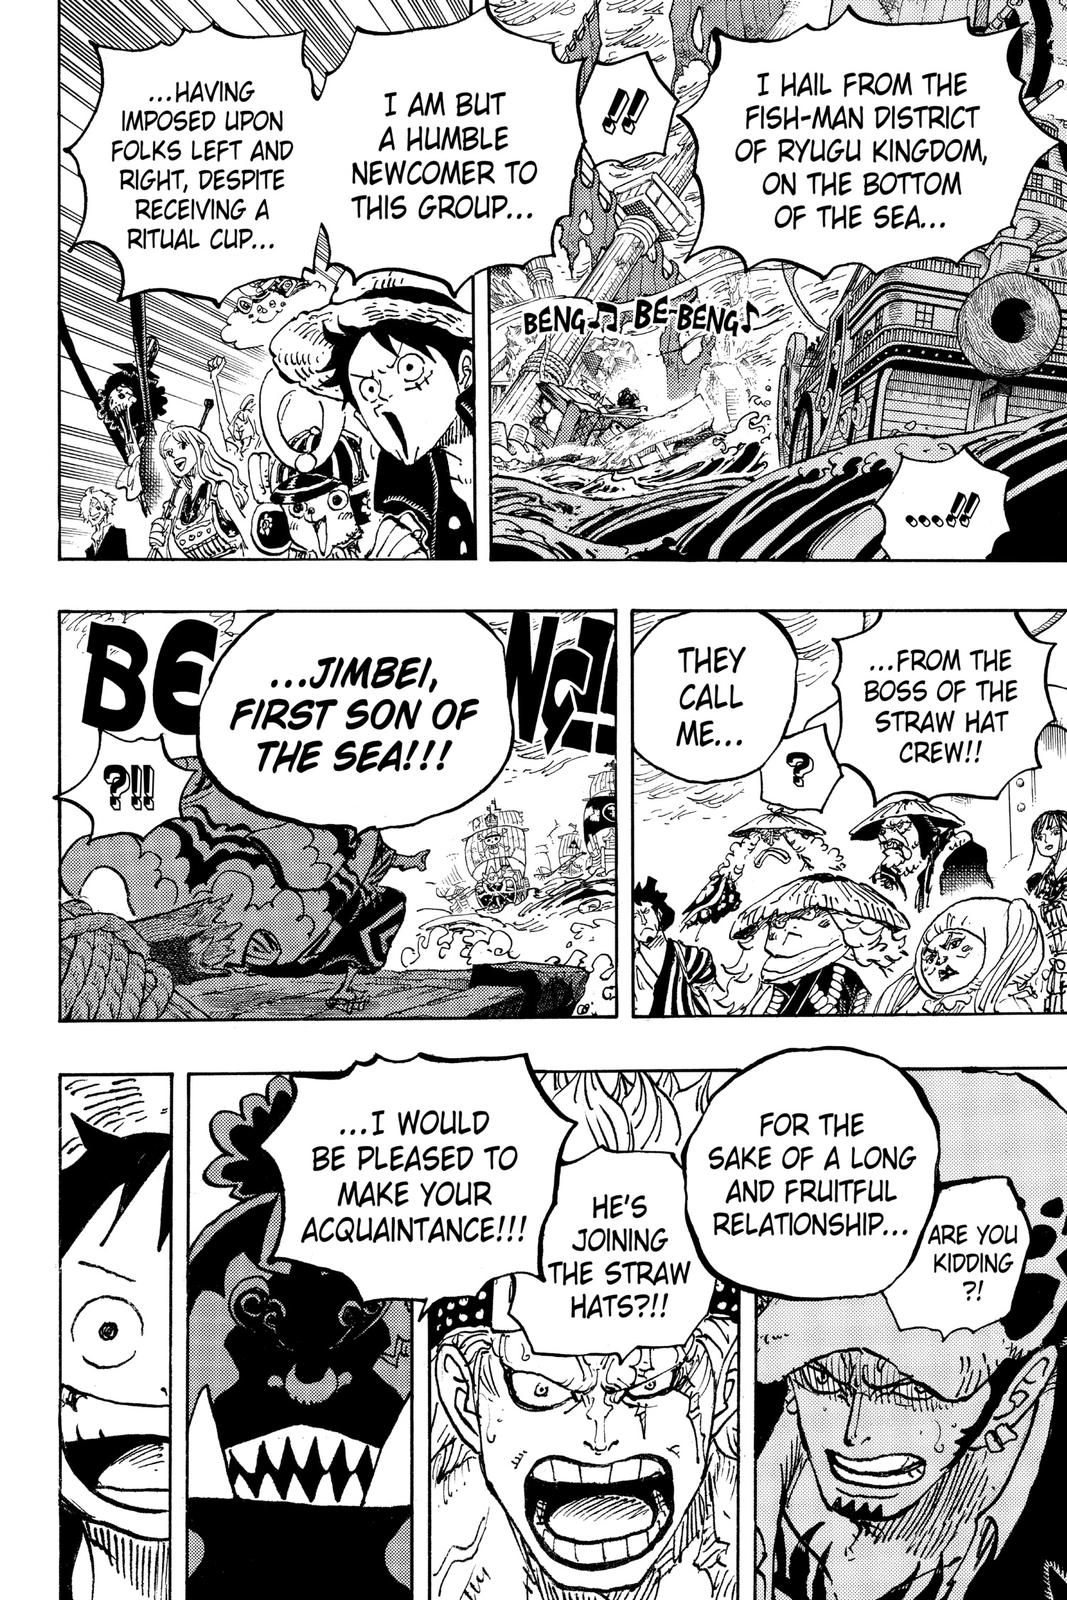 I HAIL FROM THE
FISH-MAN DISTRICT
OF RYUGU KINGDOM,
ON THE BOTTOM
OF THE SEA...
!!
BENG♫ BE-BENG♪
...!!
I AM BUT
A HUMBLE
NEWCOMER TO
THIS GROUP...
...HAVING
IMPOSED UPON
FOLKS LEFT AND
RIGHT, DESPITE
RECEIVING A
RITUAL CUP...
...FROM THE
BOSS OF THE
STRAW HAT
CREW!!
?
THEY
CALL
ME...
...JIMBEI,
FIRST SON OF
THE SEA!!!
?!!
FOR THE
SAKE OF A LONG
AND FRUITFUL
RELATIONSHIP...
ARE YOU
KIDDING
?!
HE'S
JOINING
THE STRAW
HATS?!!
...I WOULD
BE PLEASED TO
MAKE YOUR
ACQUAINTANCE!!!